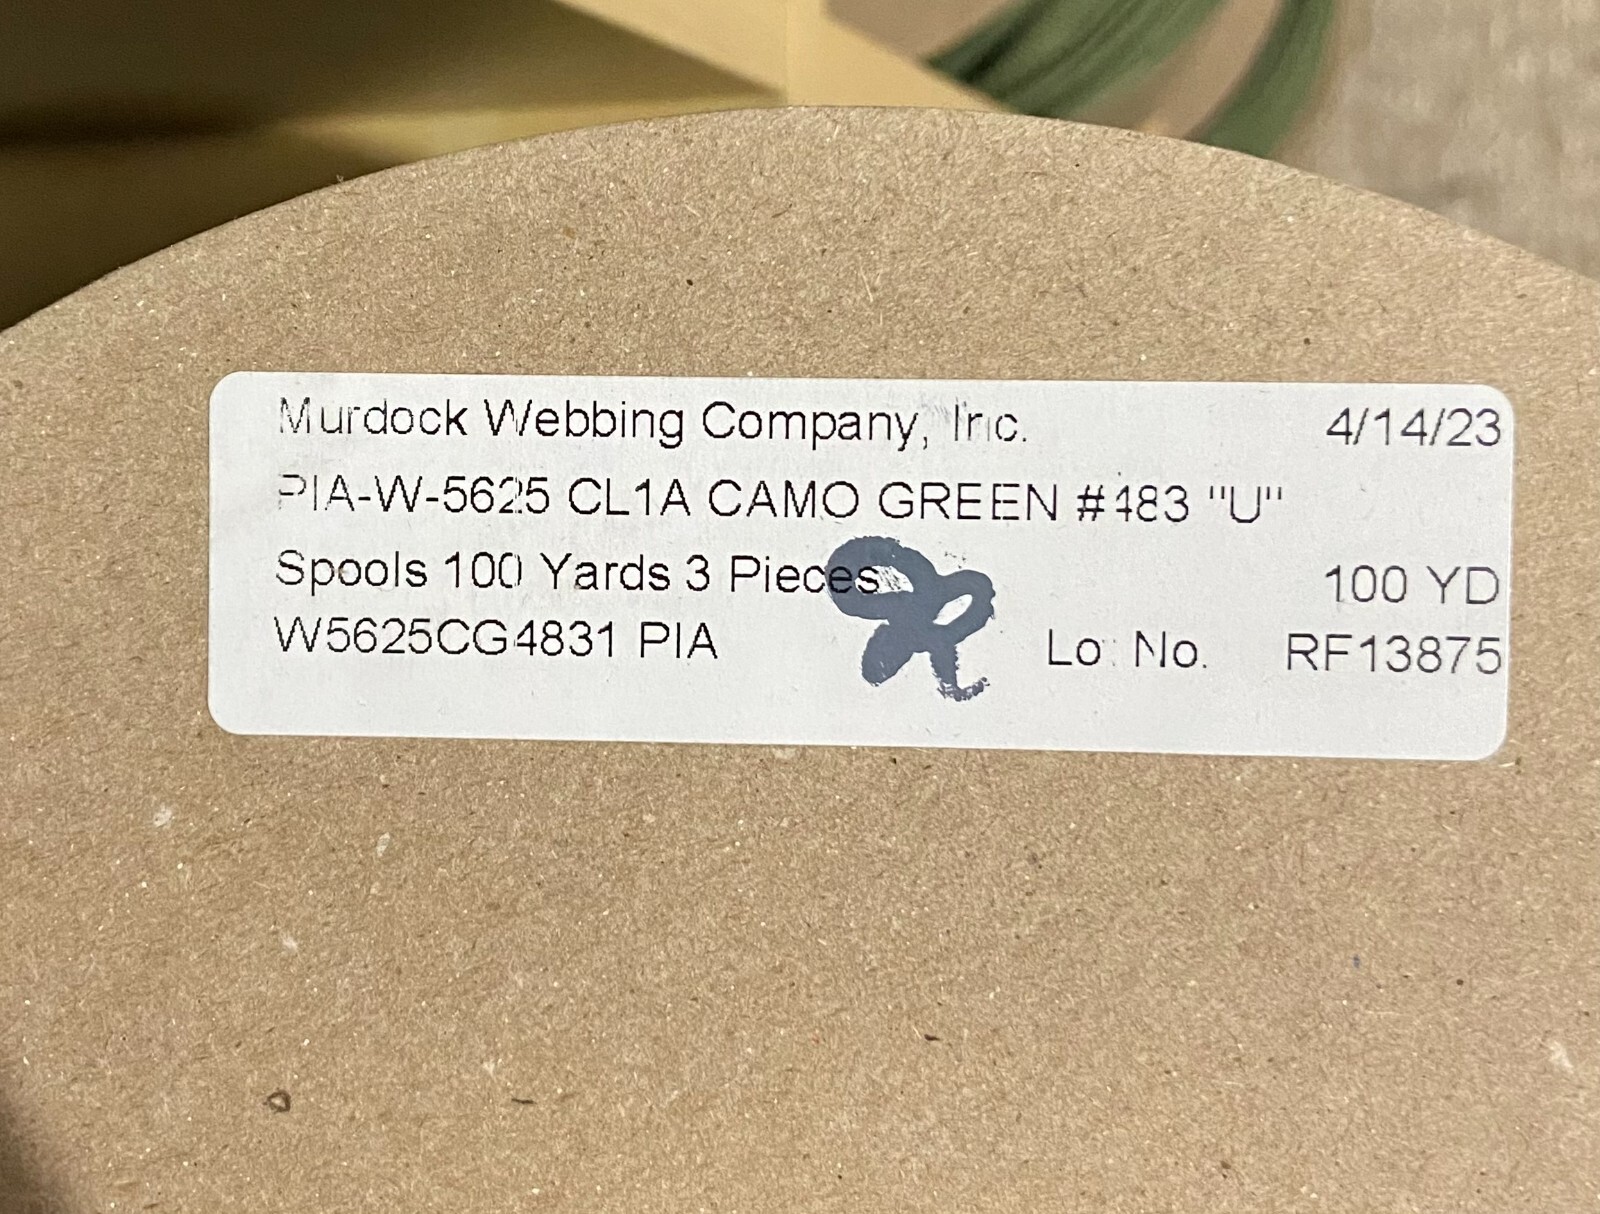 Murdock Webbing Company, Inc. 4/14/23
PIA-W-5625 CL1A CAMO GREEN #483 "U"
Spools 100 Yards 3 Pieces 100 YD
W5625CG4831 PIA Lot No. RF13875